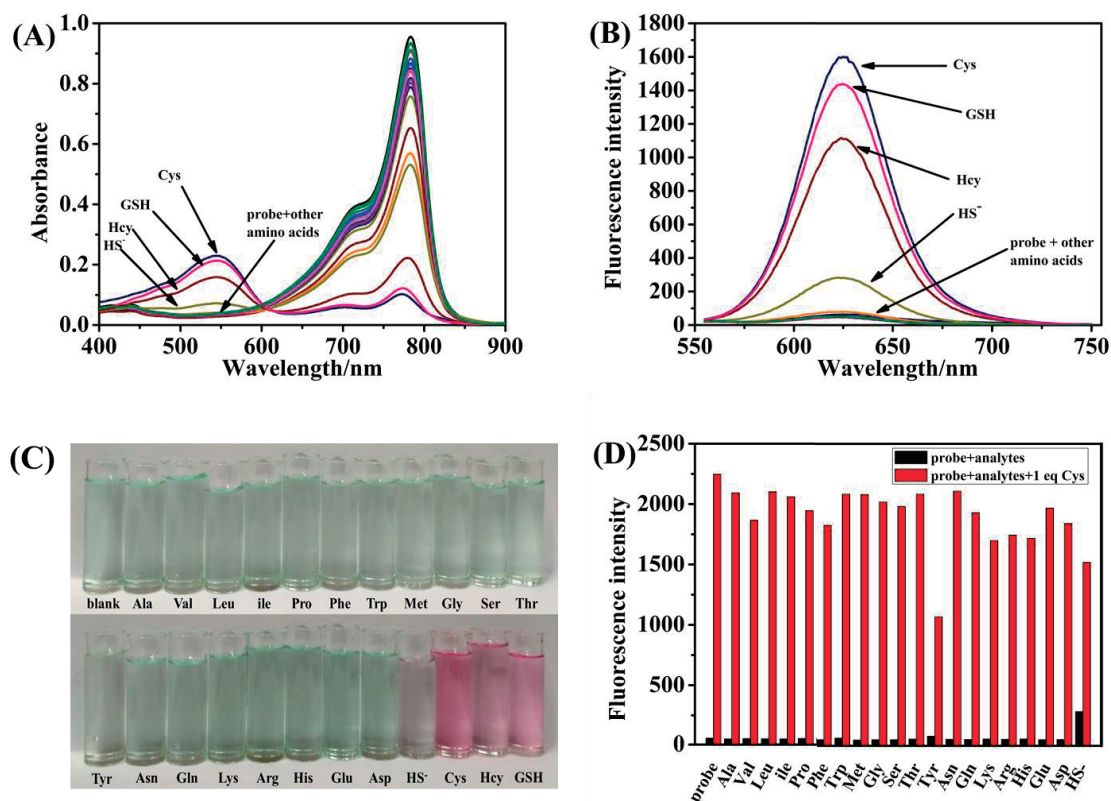 (A)
1.0
0.8
0.6
0.4
0.2
0.0
Absorbance
Cys
GSH
Hcy
HS-
probe+other
amino acids
400 500 600 700 800 900
Wavelength/nm
(B)
1800
1600
1400
1200
1000
800
600
400
200
0
Fluorescence intensity
Cys
GSH
Hcy
HS-
probe + other
amino acids
550 600 650 700 750
Wavelength/nm
(C)
blank Ala Val Leu ile Pro Phe Trp Met Gly Ser Thr
Tyr Asn Gln Lys Arg His Glu Asp HS- Cys Hcy GSH
(D)
2500
2000
1500
1000
500
0
Fluorescence intensity
probe+analytes
probe+analytes+1 eq Cys
probe Ala Val Leu ile Pro Phe Trp Met Gly Ser Thr Tyr Asn Gln Lys Arg His Glu Asp HS-